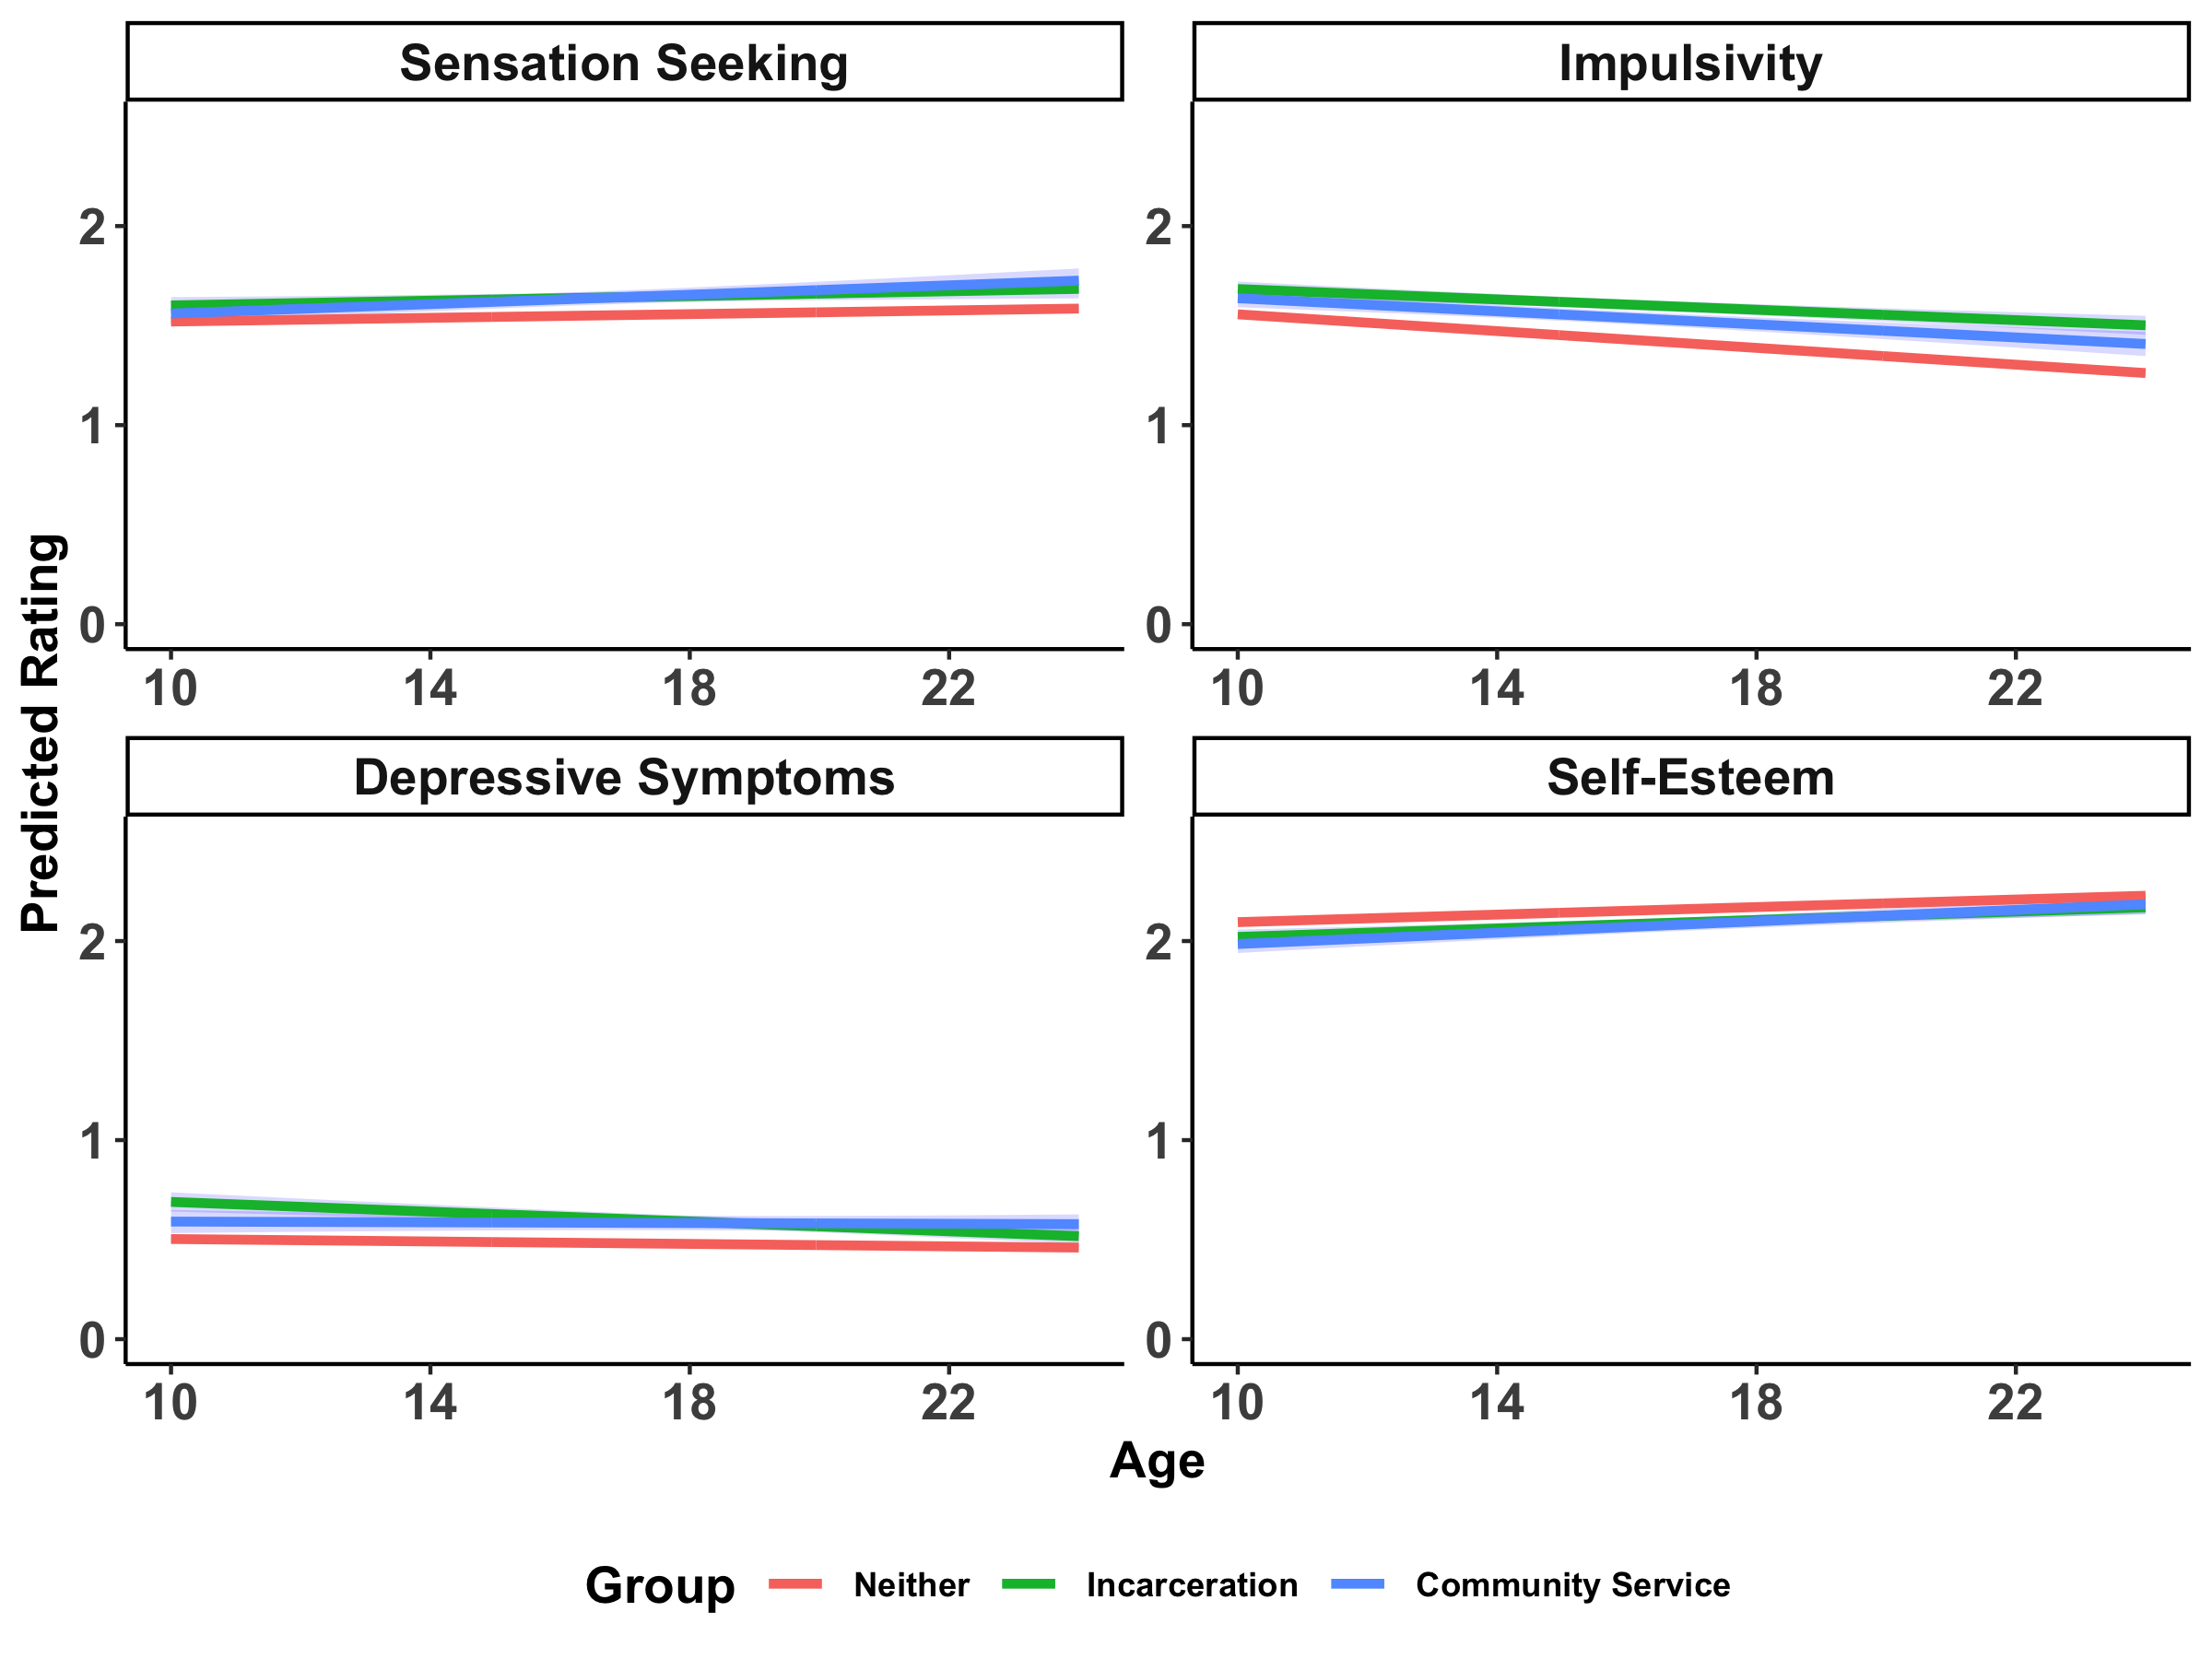 Sensation Seeking
Impulsivity
2
1
0
2
1
0
10 14 18 22
10 14 18 22
Predicted Rating
Depressive Symptoms
Self-Esteem
2
1
0
2
1
0
10 14 18 22
10 14 18 22
Age
Group Neither Incarceration Community Service